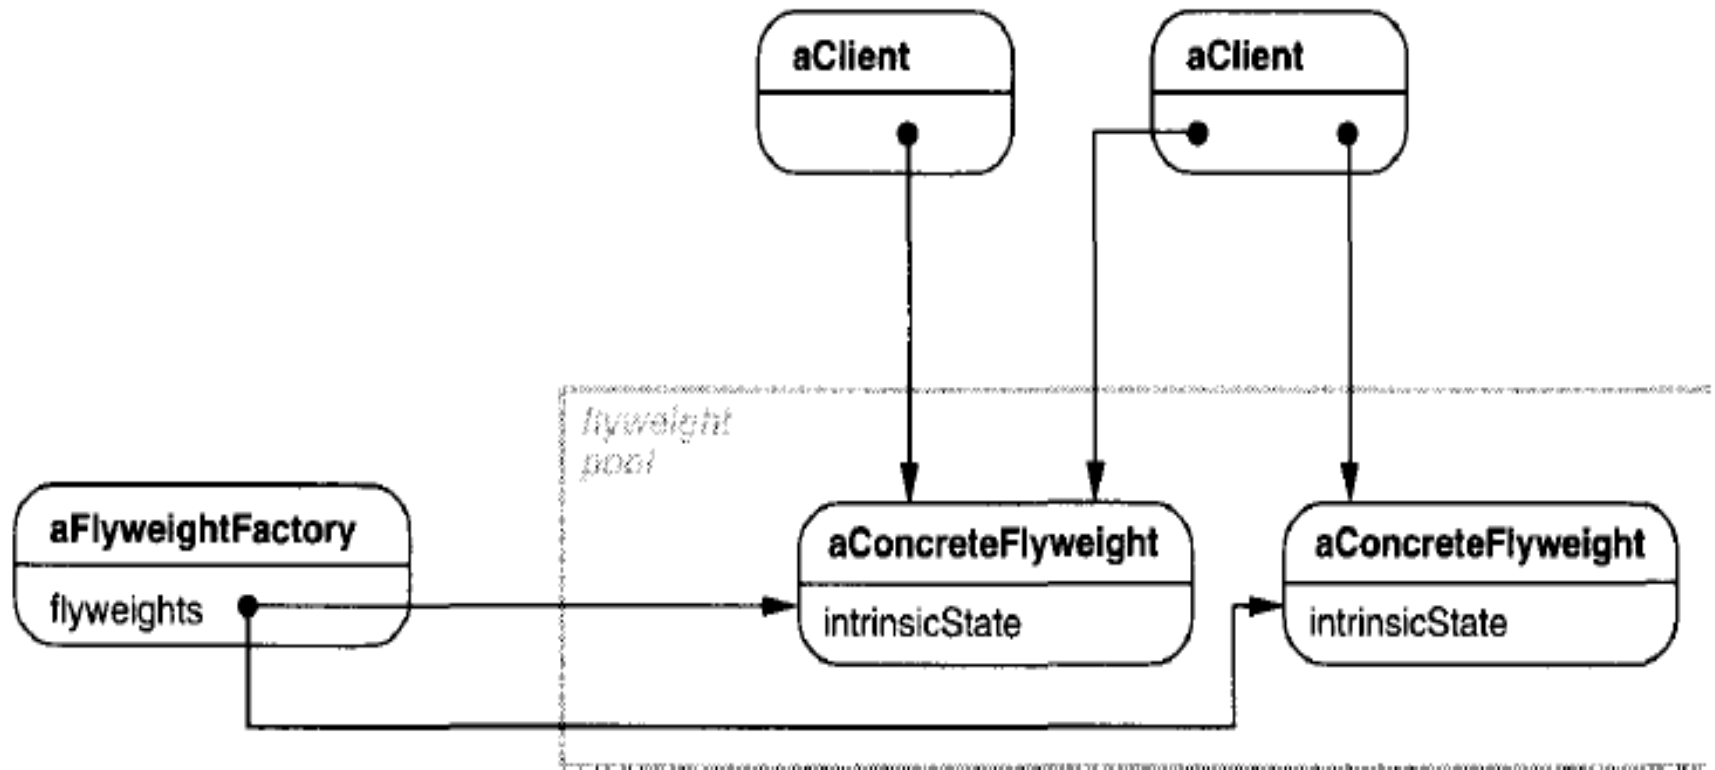 aClient
aClient
flyweight
pool
aFlyweightFactory
flyweights
aConcreteFlyweight
intrinsicState
aConcreteFlyweight
intrinsicState